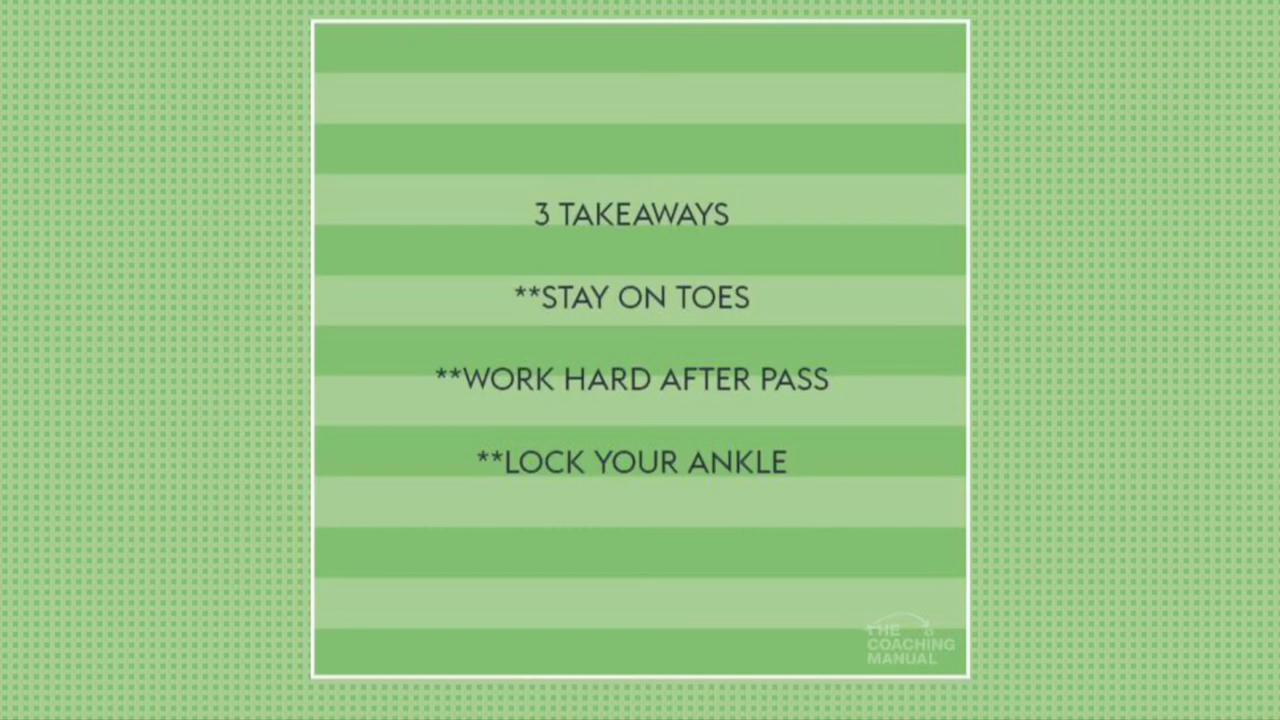 3 TAKEAWAYS
**STAY ON TOES
**WORK HARD AFTER PASS
**LOCK YOUR ANKLE
THE
COACHING
MANUAL